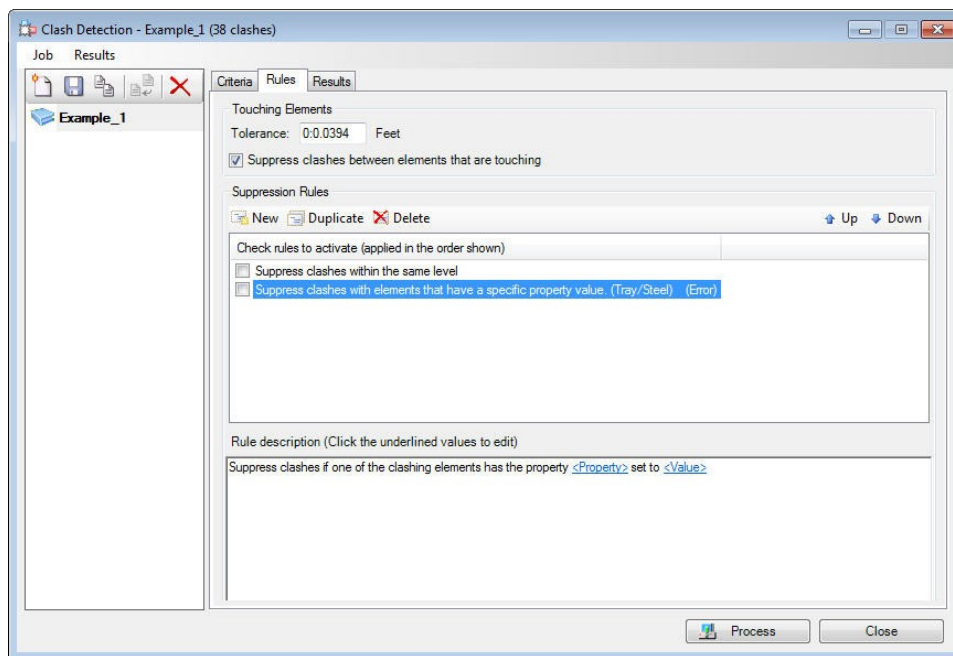 Clash Detection - Example_1 (38 clashes)
Job Results
Example_1
Criteria Rules Results
Touching Elements
Tolerance: 0:0.0394 Feet
Suppress clashes between elements that are touching
Suppression Rules
New Duplicate Delete Up Down
Check rules to activate (applied in the order shown)
Suppress clashes within the same level
Suppress clashes with elements that have a specific property value. (Tray/Steel) (Error)
Rule description (Click the underlined values to edit)
Suppress clashes if one of the clashing elements has the property <Property> set to <Value>
Process Close